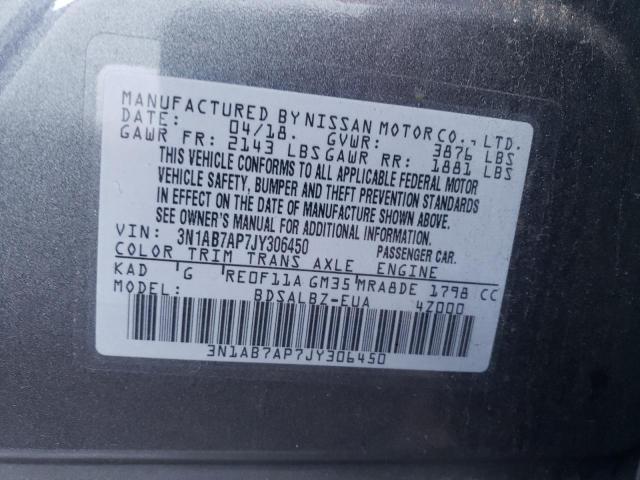 MANUFACTURED BY NISSAN MOTOR CO., LTD.
DATE: 04/18. GVWR: 3876 LBS
GAWR FR: 2143 LBS GAWR RR: 1881 LBS
THIS VEHICLE CONFORMS TO ALL APPLICABLE FEDERAL MOTOR
VEHICLE SAFETY, BUMPER AND THEFT PREVENTION STANDARDS
IN EFFECT ON THE DATE OF MANUFACTURE SHOWN ABOVE.
SEE OWNER'S MANUAL FOR ADDITIONAL INFORMATION.
VIN: 3N1AB7AP7JY306450 PASSENGER CAR.
COLOR TRIM TRANS AXLE ENGINE
KAD G RE0F11A GM35 MRA8DE 1798 CC
MODEL: BDSALBZ-EUA 4Z000
3N1AB7AP7JY306450